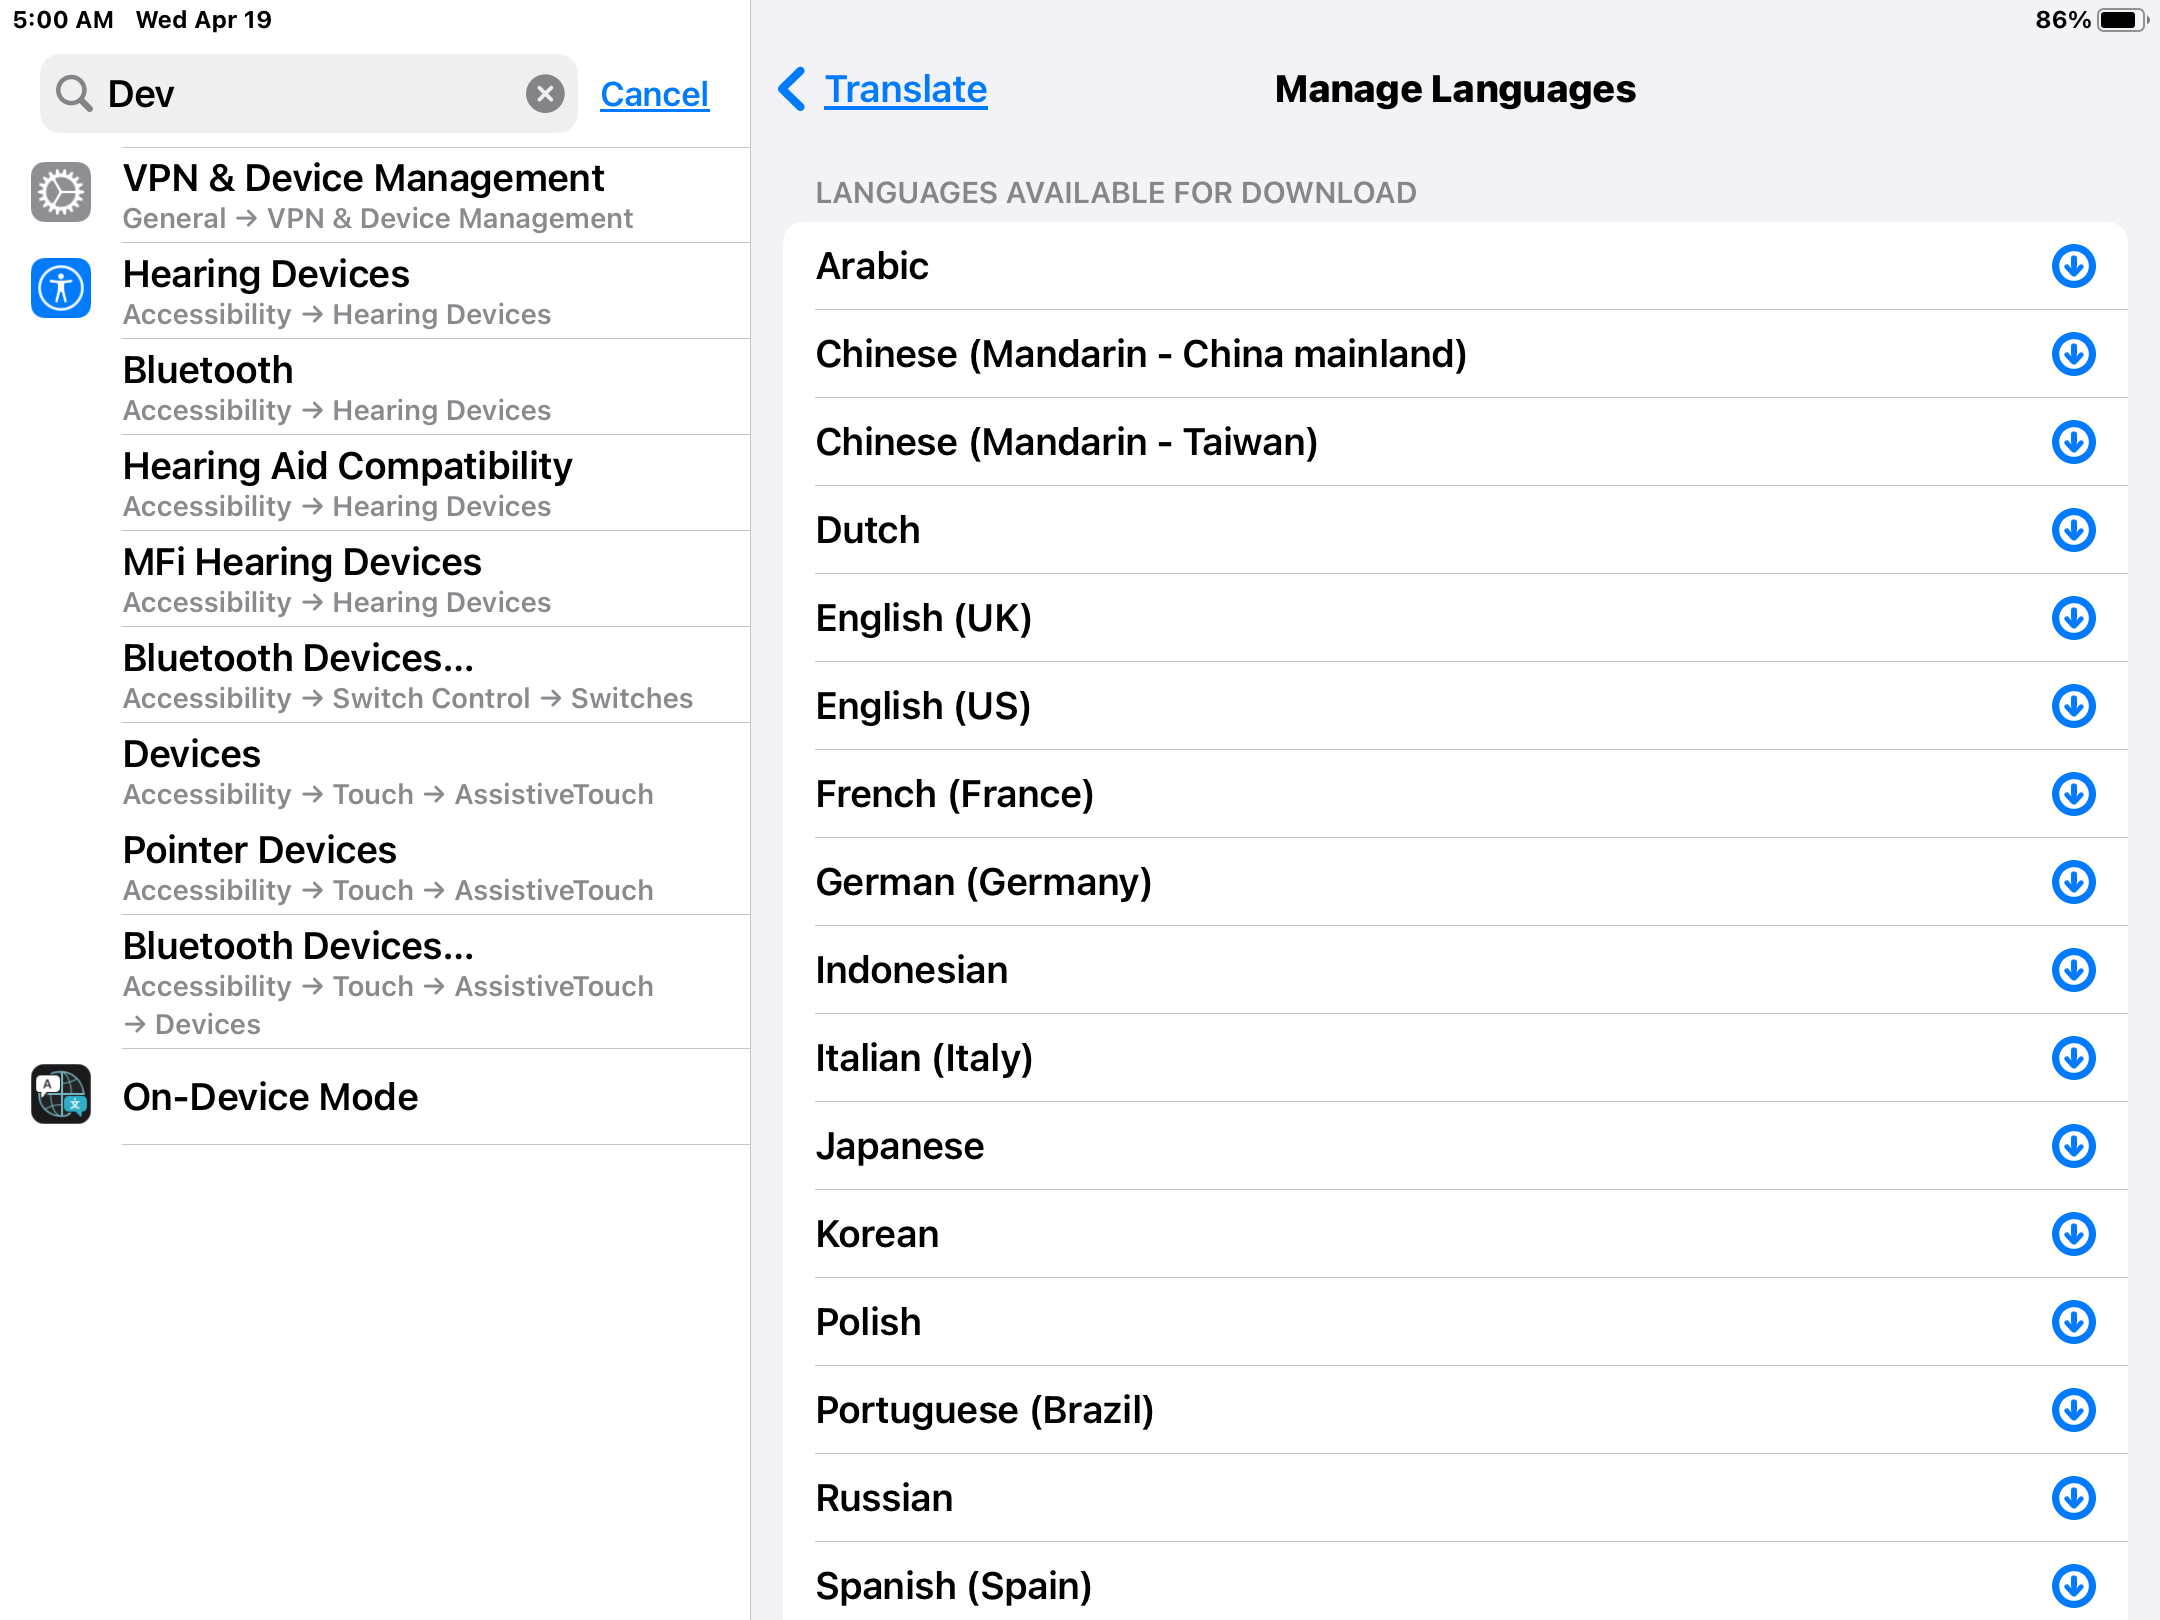 5:00 AM Wed Apr 19
86%
Dev
Cancel
VPN & Device Management
General → VPN & Device Management
Hearing Devices
Accessibility → Hearing Devices
Bluetooth
Accessibility → Hearing Devices
Hearing Aid Compatibility
Accessibility → Hearing Devices
MFi Hearing Devices
Accessibility → Hearing Devices
Bluetooth Devices...
Accessibility → Switch Control → Switches
Devices
Accessibility → Touch → AssistiveTouch
Pointer Devices
Accessibility → Touch → AssistiveTouch
Bluetooth Devices...
Accessibility → Touch → AssistiveTouch
→ Devices
A
文
On-Device Mode
Translate
Manage Languages
LANGUAGES AVAILABLE FOR DOWNLOAD
Arabic
Chinese (Mandarin - China mainland)
Chinese (Mandarin - Taiwan)
Dutch
English (UK)
English (US)
French (France)
German (Germany)
Indonesian
Italian (Italy)
Japanese
Korean
Polish
Portuguese (Brazil)
Russian
Spanish (Spain)